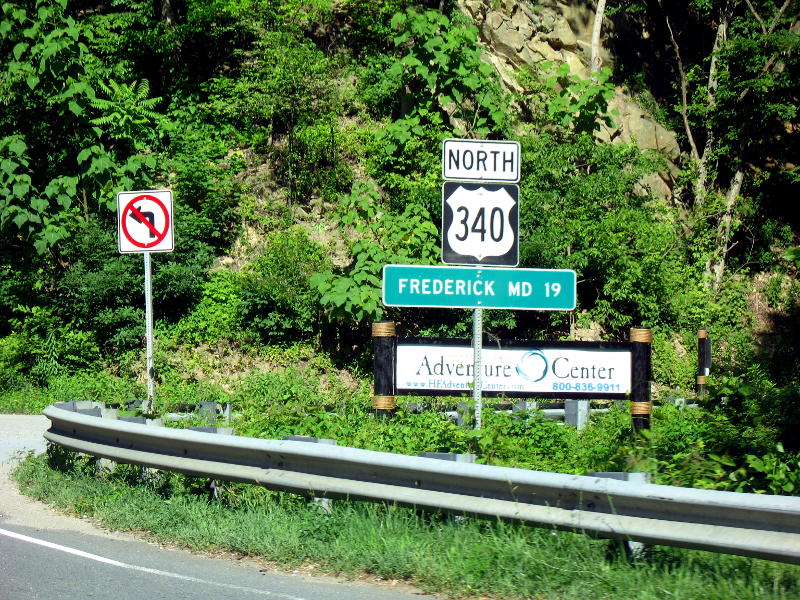 NORTH
340
FREDERICK MD 19
Adventure Center
800-836-9911